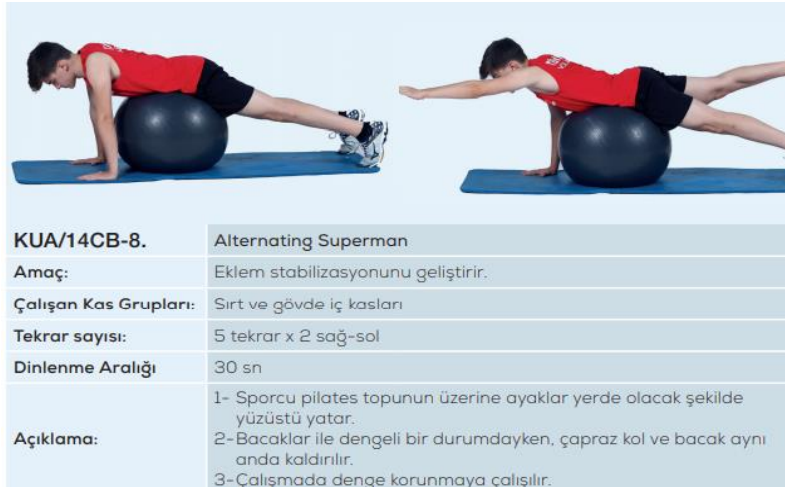 KUA/14CB-8. Alternating Superman
Amaç: Eklem stabilizasyonunu geliştirir.
Çalışan Kas Grupları: Sırt ve gövde iç kasları
Tekrar sayısı: 5 tekrar x 2 sağ-sol
Dinlenme Aralığı 30 sn
Açıklama:
1- Sporcu pilates topunun üzerine ayaklar yerde olacak şekilde
yüzüstü yatar.
2-Bacaklar ile dengeli bir durumdayken, çapraz kol ve bacak aynı
anda kaldırılır.
3-Çalışmada denge korunmaya çalışılır.